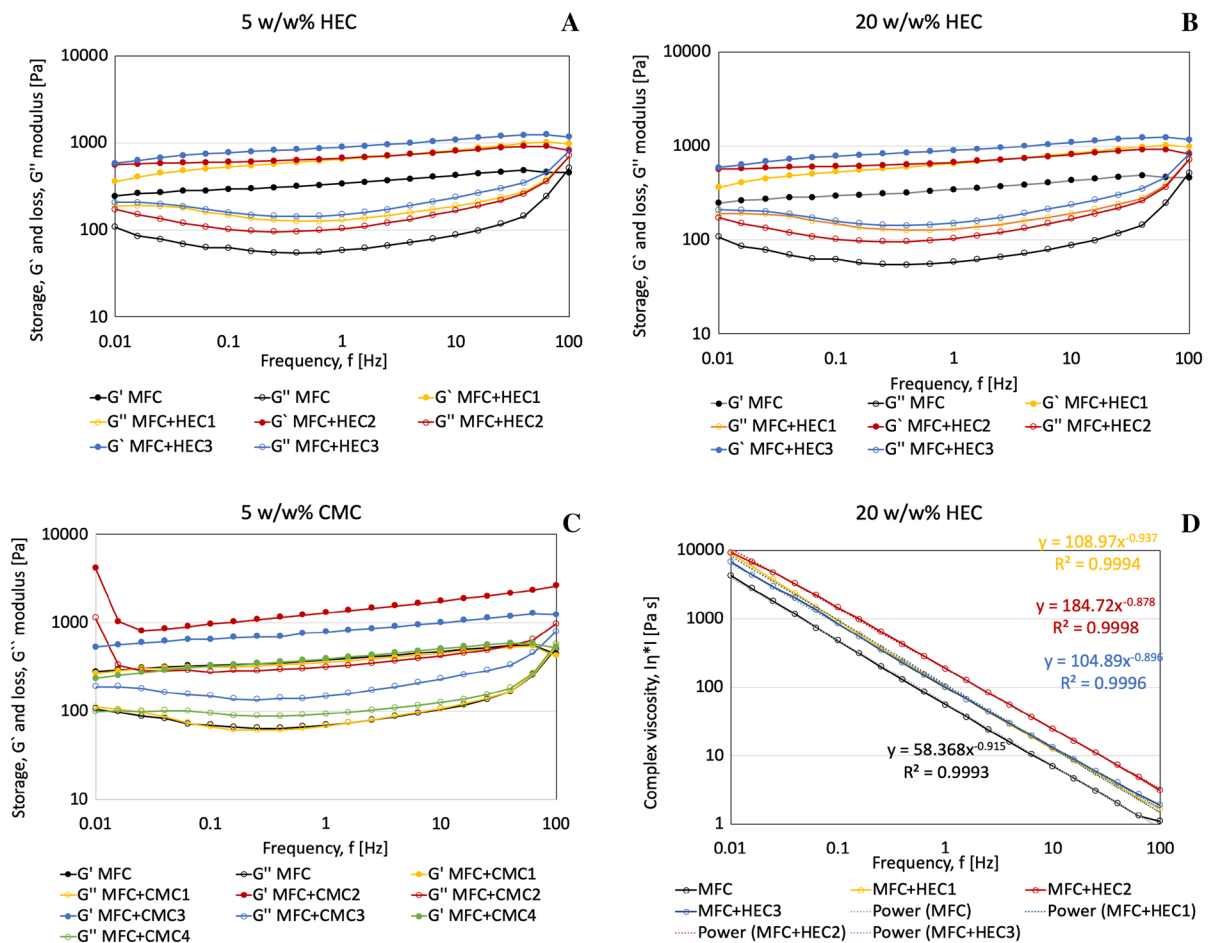 5 w/w% HEC
A
Storage, G` and loss, G`` modulus [Pa]
10000
1000
100
10
0.01
0.1
1
10
100
Frequency, f [Hz]
G' MFC
G'' MFC
G` MFC+HEC1
G'' MFC+HEC1
G` MFC+HEC2
G'' MFC+HEC2
G` MFC+HEC3
G'' MFC+HEC3
20 w/w% HEC
B
Storage, G` and loss, G`` modulus [Pa]
10000
1000
100
10
0.01
0.1
1
10
100
Frequency, f [Hz]
G' MFC
G'' MFC
G` MFC+HEC1
G'' MFC+HEC1
G` MFC+HEC2
G'' MFC+HEC2
G` MFC+HEC3
G'' MFC+HEC3
5 w/w% CMC
C
Storage, G` and loss, G`` modulus [Pa]
10000
1000
100
10
0.01
0.1
1
10
100
Frequency, f [Hz]
G' MFC
G'' MFC
G' MFC+CMC1
G'' MFC+CMC1
G' MFC+CMC2
G'' MFC+CMC2
G' MFC+CMC3
G'' MFC+CMC3
G' MFC+CMC4
G'' MFC+CMC4
20 w/w% HEC
D
Complex viscosity, Iη*I [Pa s]
10000
1000
100
10
1
y = 108.97x^-0.937
R² = 0.9994
y = 184.72x^-0.878
R² = 0.9998
y = 104.89x^-0.896
R² = 0.9996
y = 58.368x^-0.915
R² = 0.9993
0.01
0.1
1
10
100
Frequency, f [Hz]
MFC
MFC+HEC1
MFC+HEC2
MFC+HEC3
Power (MFC)
Power (MFC+HEC1)
Power (MFC+HEC2)
Power (MFC+HEC3)